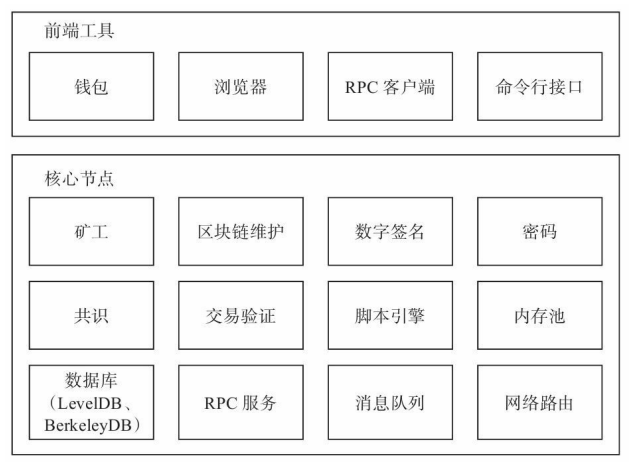 前端工具
钱包
浏览器
RPC 客户端
命令行接口
核心节点
矿工
区块链维护
数字签名
密码
共识
交易验证
脚本引擎
内存池
数据库
（LevelDB、
BerkeleyDB）
RPC 服务
消息队列
网络路由